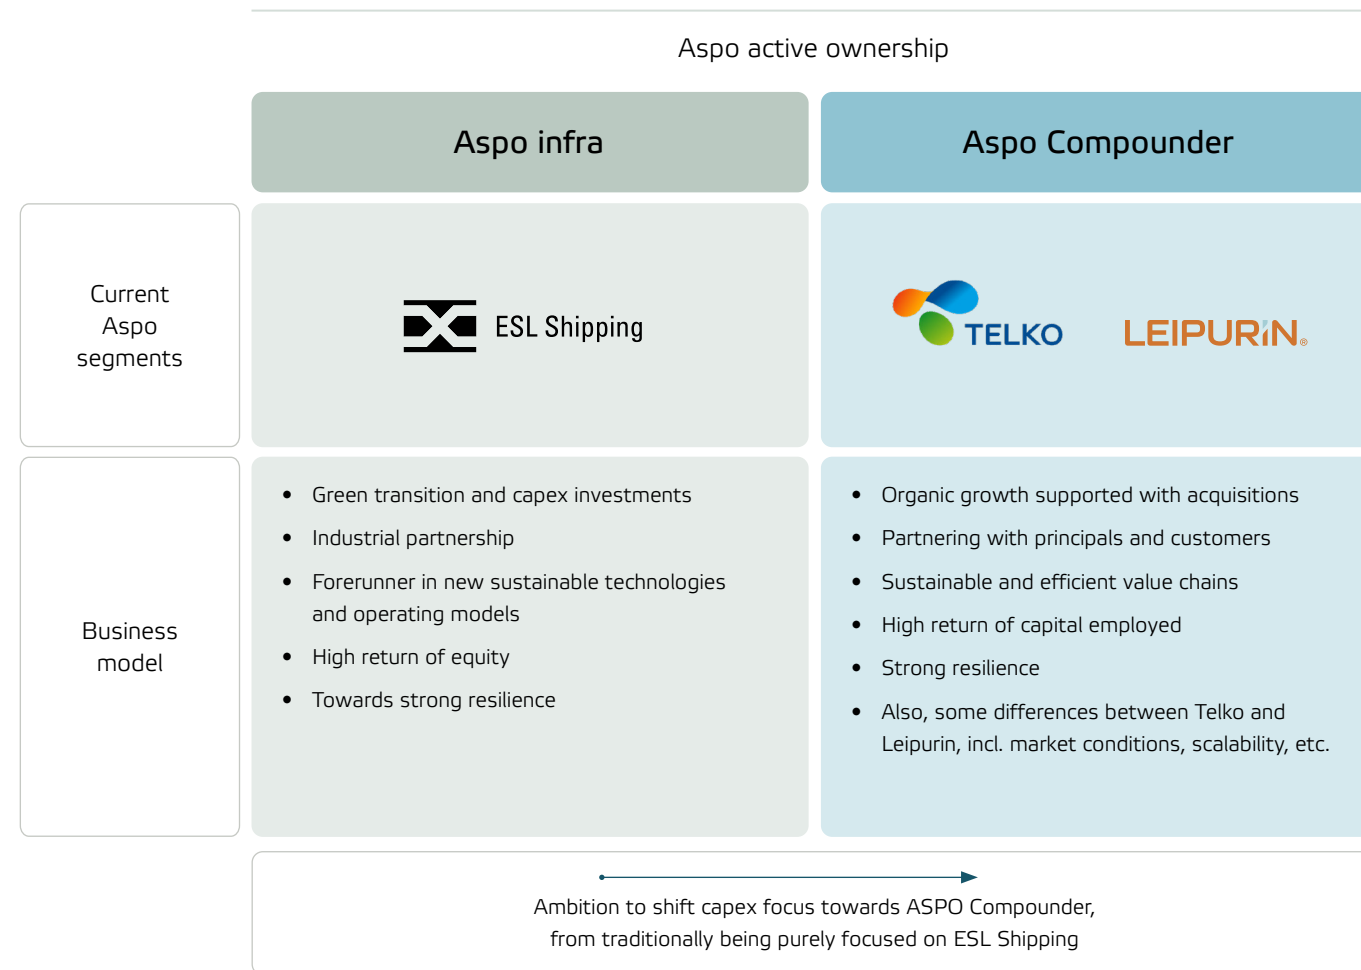 Aspo active ownership
Aspo infra
Aspo Compounder
Current
Aspo
segments
ESL Shipping
TELKO
LEIPURIN®
Business
model
• Green transition and capex investments
• Industrial partnership
• Forerunner in new sustainable technologies
and operating models
• High return of equity
• Towards strong resilience
• Organic growth supported with acquisitions
• Partnering with principals and customers
• Sustainable and efficient value chains
• High return of capital employed
• Strong resilience
• Also, some differences between Telko and
Leipurin, incl. market conditions, scalability, etc.
Ambition to shift capex focus towards ASPO Compounder,
from traditionally being purely focused on ESL Shipping